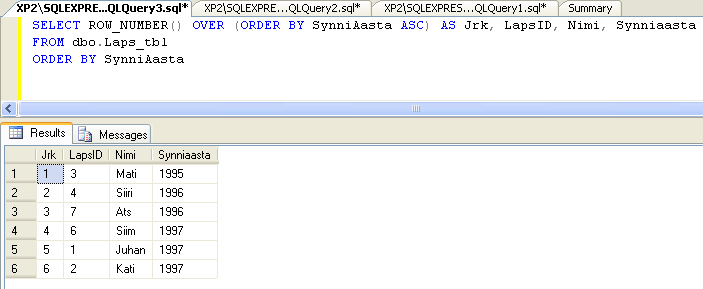 XP2\SQLEXPRE...QLQuery3.sql* XP2\SQLEXPRE...QLQuery2.sql* XP2\SQLEXPRES...QLQuery1.sql* Summary
SELECT ROW_NUMBER() OVER (ORDER BY SynniAasta ASC) AS Jrk, LapsID, Nimi, Synniaasta
FROM dbo.Laps_tbl
ORDER BY SynniAasta
Results Messages
Jrk LapsID Nimi Synniaasta
1 1 3 Mati 1995
2 2 4 Siiri 1996
3 3 7 Ats 1996
4 4 6 Siim 1997
5 5 1 Juhan 1997
6 6 2 Kati 1997